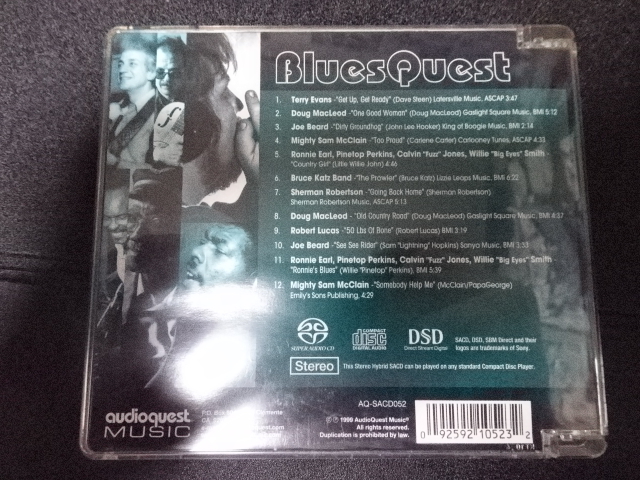 BluesQuest
1. Terry Evans -"Get Up, Get Ready" (Dave Steen) Latersville Music, ASCAP 3:47
2. Doug MacLeod -"One Good Woman" (Doug MacLeod) Gaslight Square Music, BMI 5:12
3. Joe Beard -"Dirty Groundhog" (John Lee Hooker) King of Boogie Music, BMI 2:14
4. Mighty Sam McClain -"Too Proud" (Carlene Carter) Carlooney Tunes, ASCAP 4:33
5. Ronnie Earl, Pinetop Perkins, Calvin "Fuzz" Jones, Willie "Big Eyes" Smith -
"Country Girl" (Little Willie John) 4:46
6. Bruce Katz Band -"The Prowler" (Bruce Katz) Lizzie Leops Music, BMI 6:22
7. Sherman Robertson -"Going Back Home" (Sherman Robertson)
Sherman Robertson Music, ASCAP 5:13
8. Doug MacLeod -"Old Country Road" (Doug MacLeod) Gaslight Square Music, BMI 4:37
9. Robert Lucas -"50 Lbs Of Bone" (Robert Lucas) BMI 3:19
10. Joe Beard -"See See Rider" (Sam "Lightning" Hopkins) Sanya Music, BMI 3:33
11. Ronnie Earl, Pinetop Perkins, Calvin "Fuzz" Jones, Willie "Big Eyes" Smith
"Ronnie's Blues" (Willie "Pinetop" Perkins), BMI 5:39
12. Mighty Sam McClain -"Somebody Help Me" (McClain/PapaGeorge)
Emily's Sons Publishing, 4:29
SUPER AUDIO CD
COMPACT disc DIGITAL AUDIO
DSD Direct Stream Digital
SACD, DSD, SBM Direct and their
logos are trademarks of Sony.
Stereo
This Stereo Hybrid SACD can be played on any standard Compact Disc Player.
AQ-SACD052
audioquest
MUSIC
P.O. Box
℗ 1999 AudioQuest Music®
All rights reserved.
Duplication is prohibited by law.
0 92592 10523 2